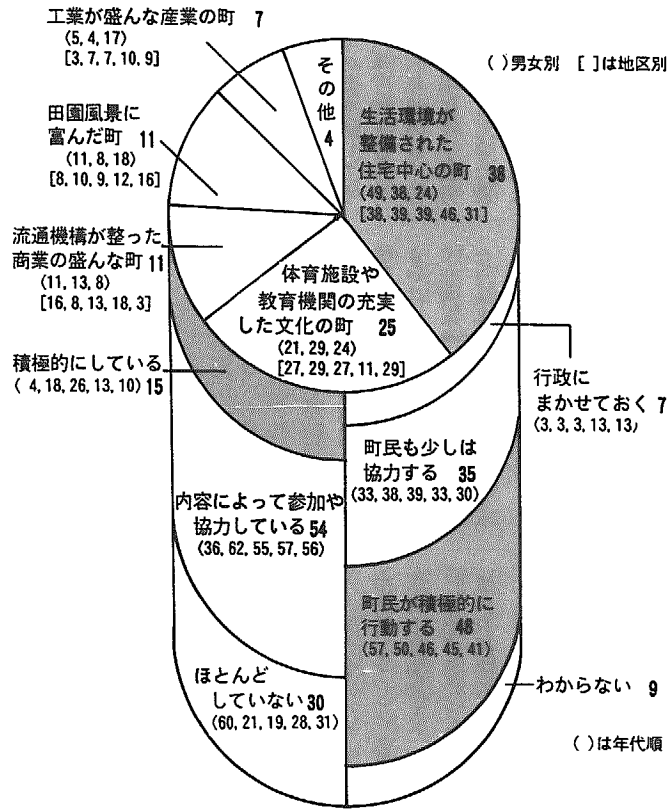 工業が盛んな産業の町 7
(5, 4, 17)
[3, 7, 7, 10, 9]
( )男女別 [ ]は地区別
その他 4
生活環境が
整備された
住宅中心の町 38
(49, 38, 24)
[38, 39, 39, 46, 31]
田園風景に
富んだ町 11
(11, 8, 18)
[8, 10, 9, 12, 16]
流通機構が整った
商業の盛んな町 11
(11, 13, 8)
[16, 8, 13, 18, 3]
体育施設や
教育機関の充実
した文化の町 25
(21, 29, 24)
[27, 29, 27, 11, 29]
積極的にしている
( 4, 18, 26, 13, 10) 15
行政に
まかせておく 7
(3, 3, 3, 13, 13)
町民も少しは
協力する 35
(33, 38, 39, 33, 30)
内容によって参加や
協力している 54
(36, 62, 55, 57, 56)
町民が積極的に
行動する 48
(57, 50, 46, 45, 41)
ほとんど
していない 30
(60, 21, 19, 28, 31)
わからない 9
( )は年代順